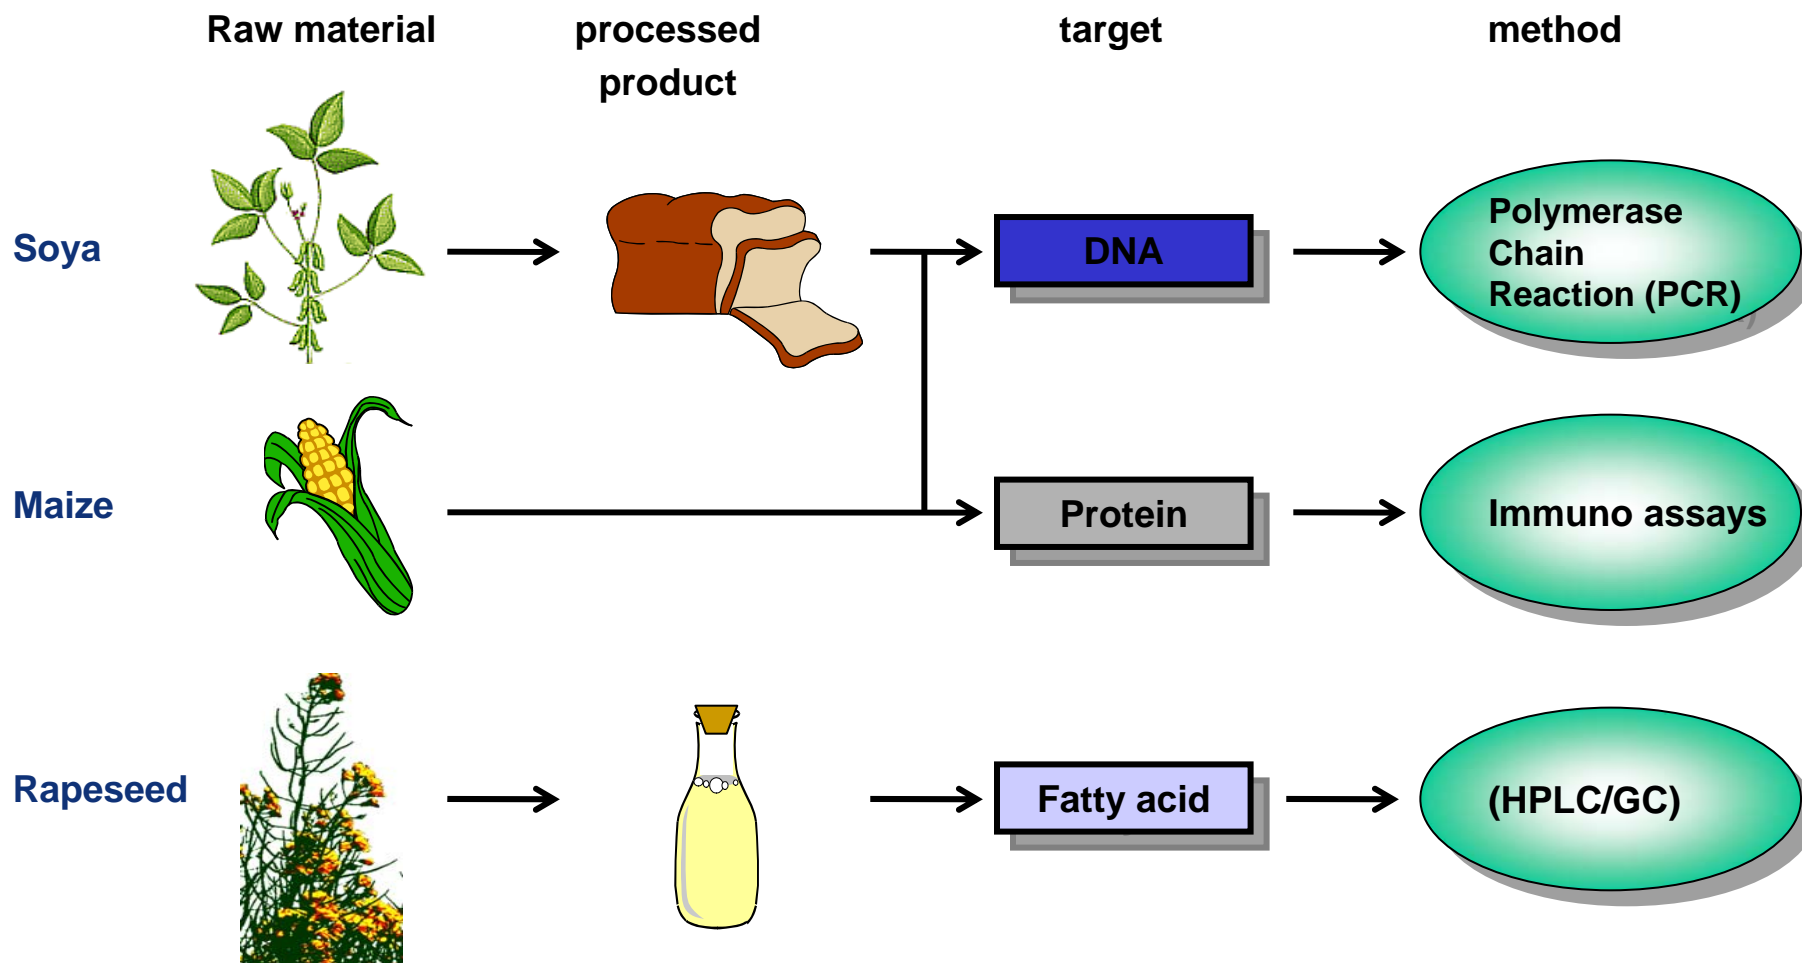 Raw material
processed
product
target
method
Soya
DNA
Polymerase
Chain
Reaction (PCR)
Maize
Protein
Immuno assays
Rapeseed
Fatty acid
(HPLC/GC)